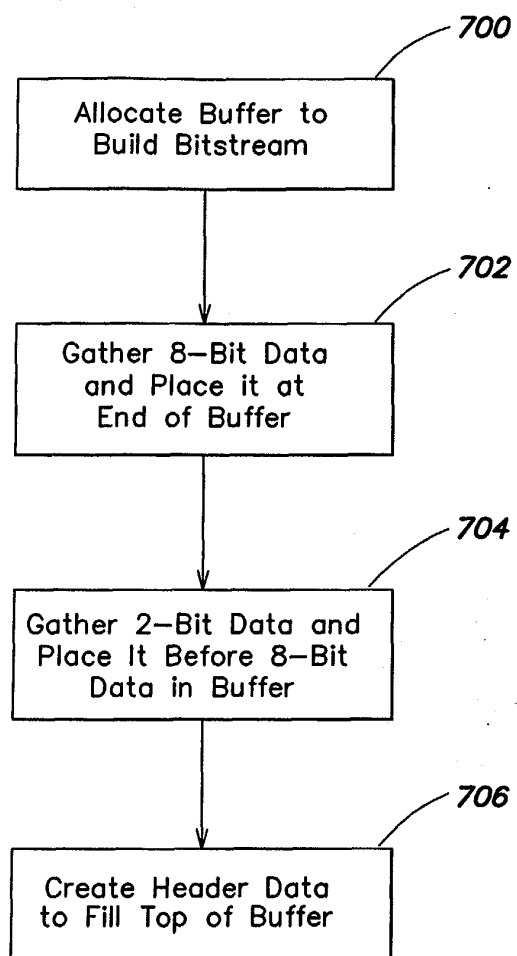 700
Allocate Buffer to
Build Bitstream
702
Gather 8-Bit Data
and Place it at
End of Buffer
704
Gather 2-Bit Data and
Place It Before 8-Bit
Data in Buffer
706
Create Header Data
to Fill Top of Buffer